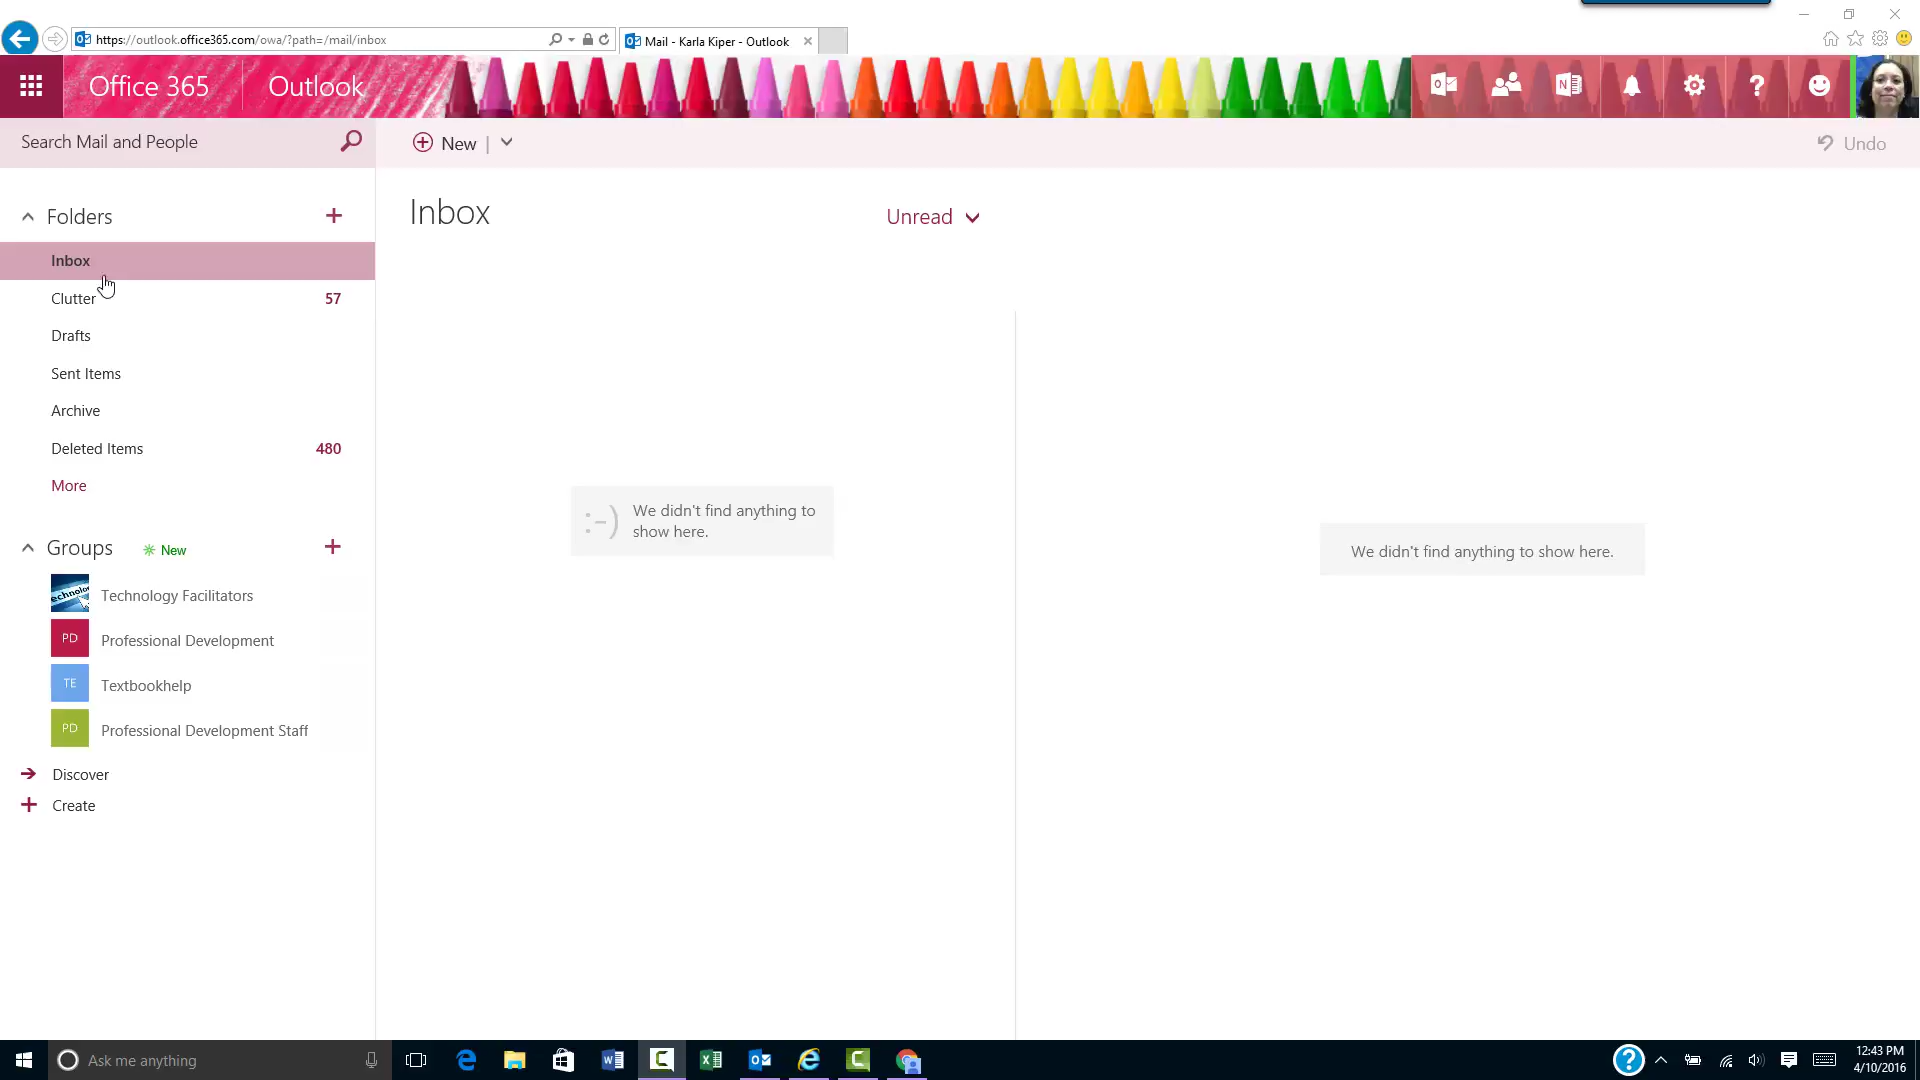 https://outlook.office365.com/owa/?path=/mail/inbox
Mail - Karla Kiper - Outlook
Office 365
Outlook
Search Mail and People
New
Undo
Folders
Inbox
Clutter 57
Drafts
Sent Items
Archive
Deleted Items 480
More
Groups New
Technology Facilitators
PD Professional Development
TE Textbookhelp
PD Professional Development Staff
Discover
Create
Inbox
Unread
:-) We didn't find anything to
show here.
We didn't find anything to show here.
Ask me anything
12:43 PM
4/10/2016